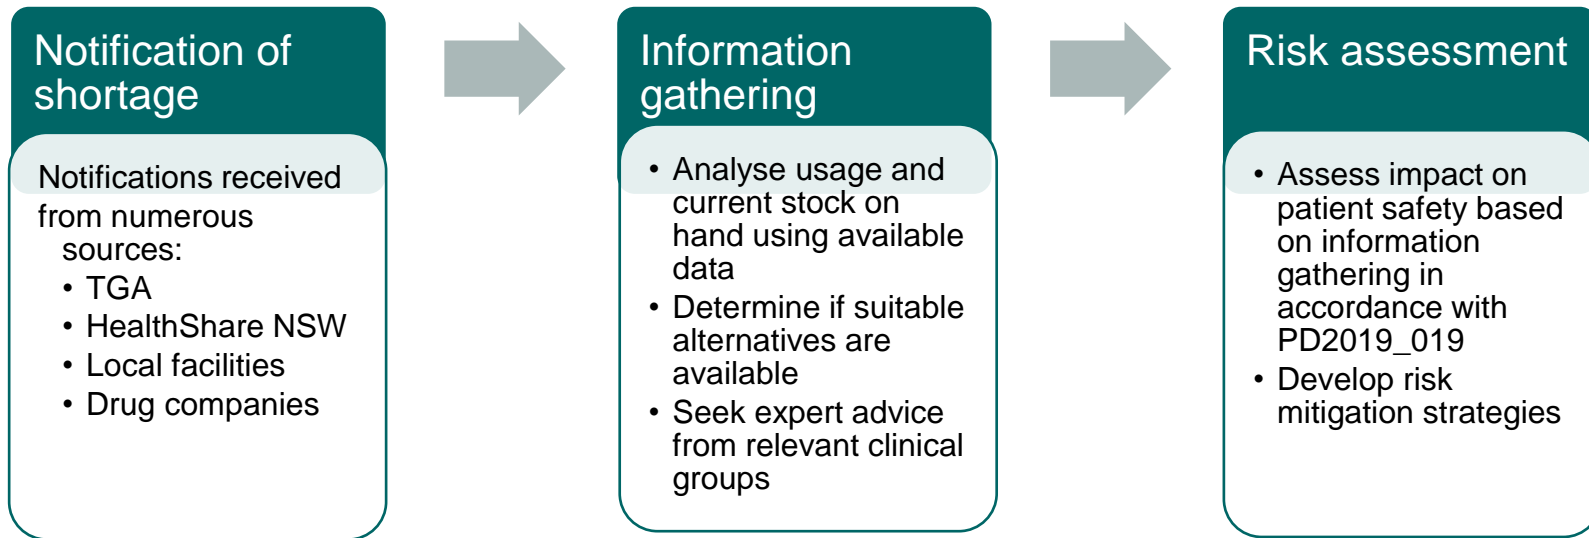 Notification of
shortage
Notifications received
from numerous
sources:
• TGA
• HealthShare NSW
• Local facilities
• Drug companies
Information
gathering
• Analyse usage and
current stock on
hand using available
data
• Determine if suitable
alternatives are
available
• Seek expert advice
from relevant clinical
groups
Risk assessment
• Assess impact on
patient safety based
on information
gathering in
accordance with
PD2019_019
• Develop risk
mitigation strategies